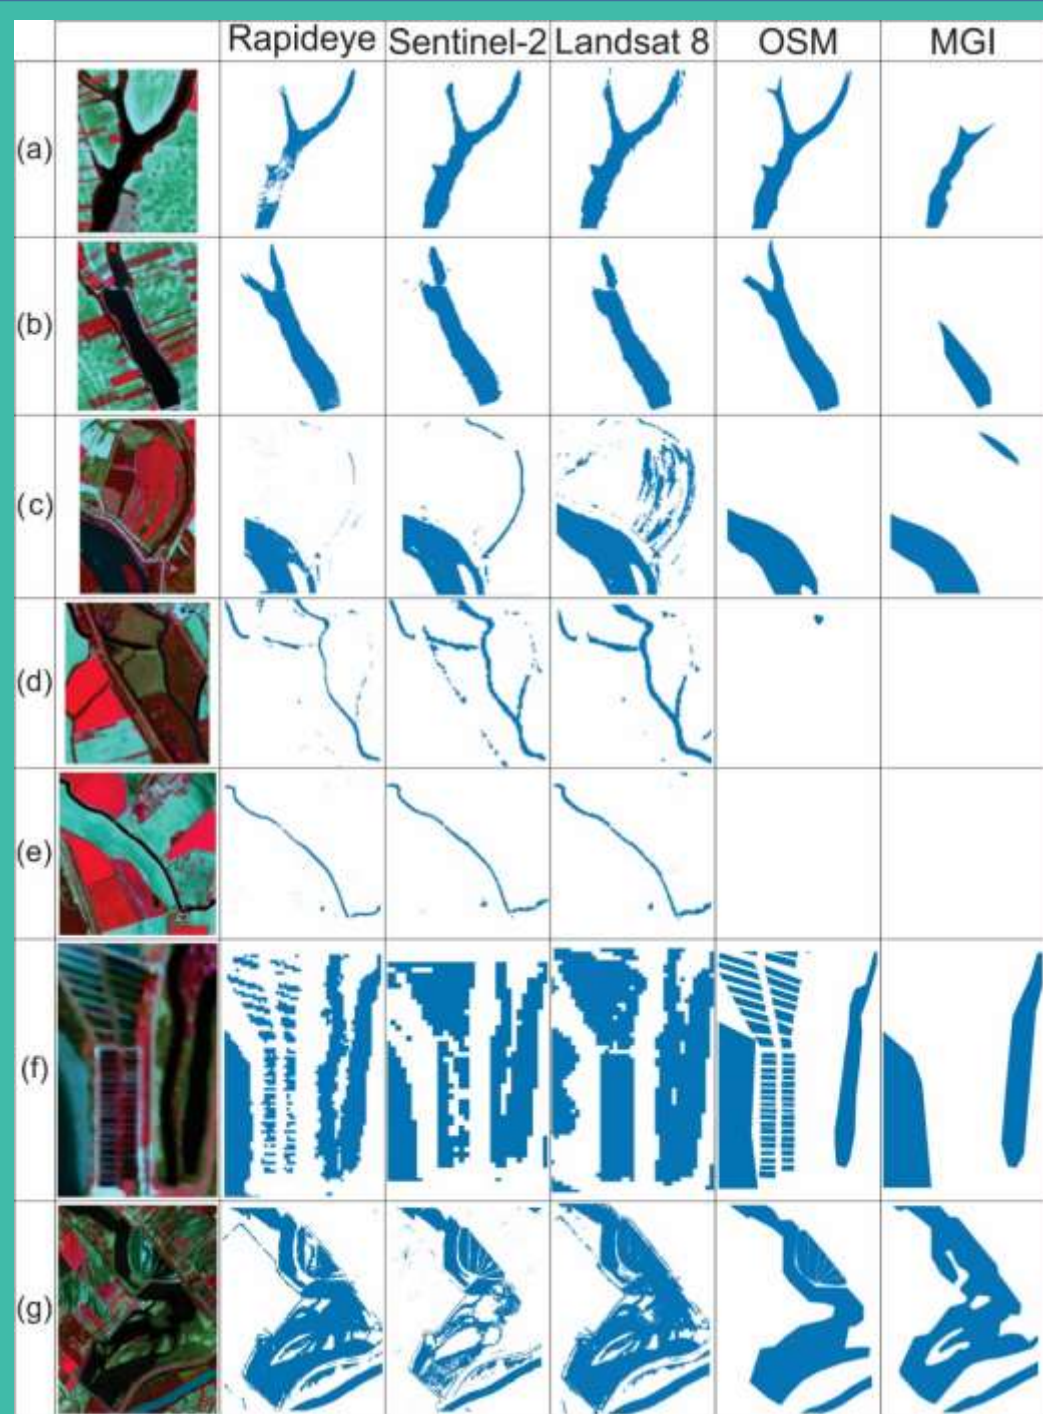 Rapideye Sentinel-2 Landsat 8 OSM MGI
(a)
(b)
(c)
(d)
(e)
(f)
(g)